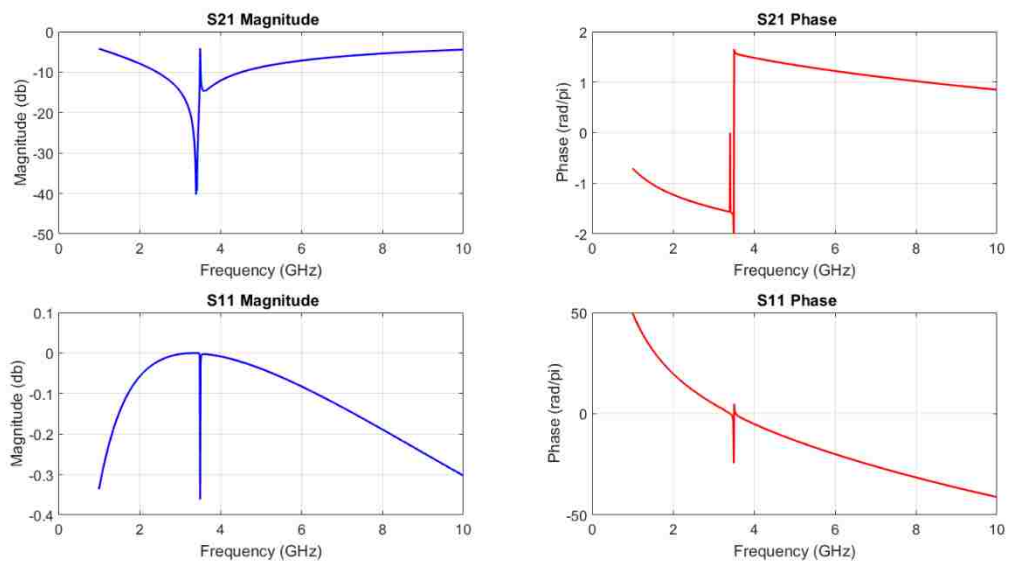 S21 Magnitude
0
-10
-20
-30
-40
-50
Magnitude (db)
0 2 4 6 8 10
Frequency (GHz)
S21 Phase
2
1
0
-1
-2
Phase (rad/pi)
0 2 4 6 8 10
Frequency (GHz)
S11 Magnitude
0.1
0
-0.1
-0.2
-0.3
-0.4
Magnitude (db)
0 2 4 6 8 10
Frequency (GHz)
S11 Phase
50
0
-50
Phase (rad/pi)
0 2 4 6 8 10
Frequency (GHz)